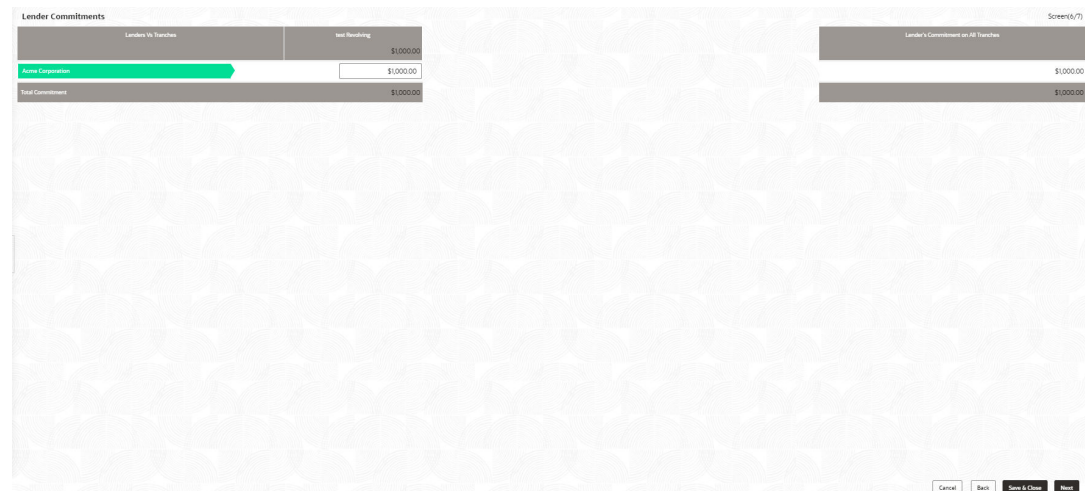 Lender Commitments
Screen(6/7)
Lenders Vs Tranches
test Revolving
Lender's Commitment on All Tranches
$1,000.00
Acme Corporation
$1,000.00
$1,000.00
Total Commitment
$1,000.00
$1,000.00
Cancel
Back
Save & Close
Next